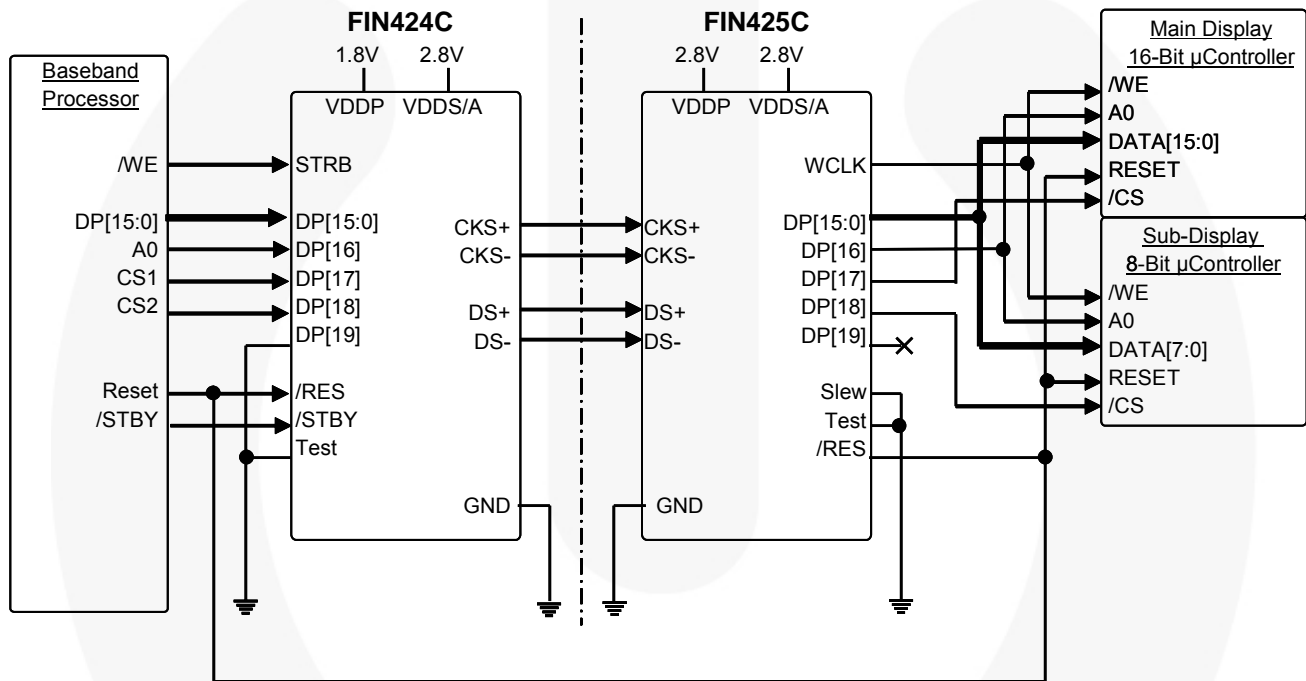 FIN424C
FIN425C
1.8V 2.8V
2.8V 2.8V
Baseband
Processor
/WE
DP[15:0]
A0
CS1
CS2
Reset
/STBY
VDDP VDDS/A
STRB
DP[15:0]
DP[16]
DP[17]
DP[18]
DP[19]
/RES
/STBY
Test
CKS+
CKS-
DS+
DS-
GND
VDDP VDDS/A
CKS+
CKS-
DS+
DS-
GND
WCLK
DP[15:0]
DP[16]
DP[17]
DP[18]
DP[19]
Slew
Test
/RES
Main Display
16-Bit µController
/WE
A0
DATA[15:0]
RESET
/CS
Sub-Display
8-Bit µController
/WE
A0
DATA[7:0]
RESET
/CS